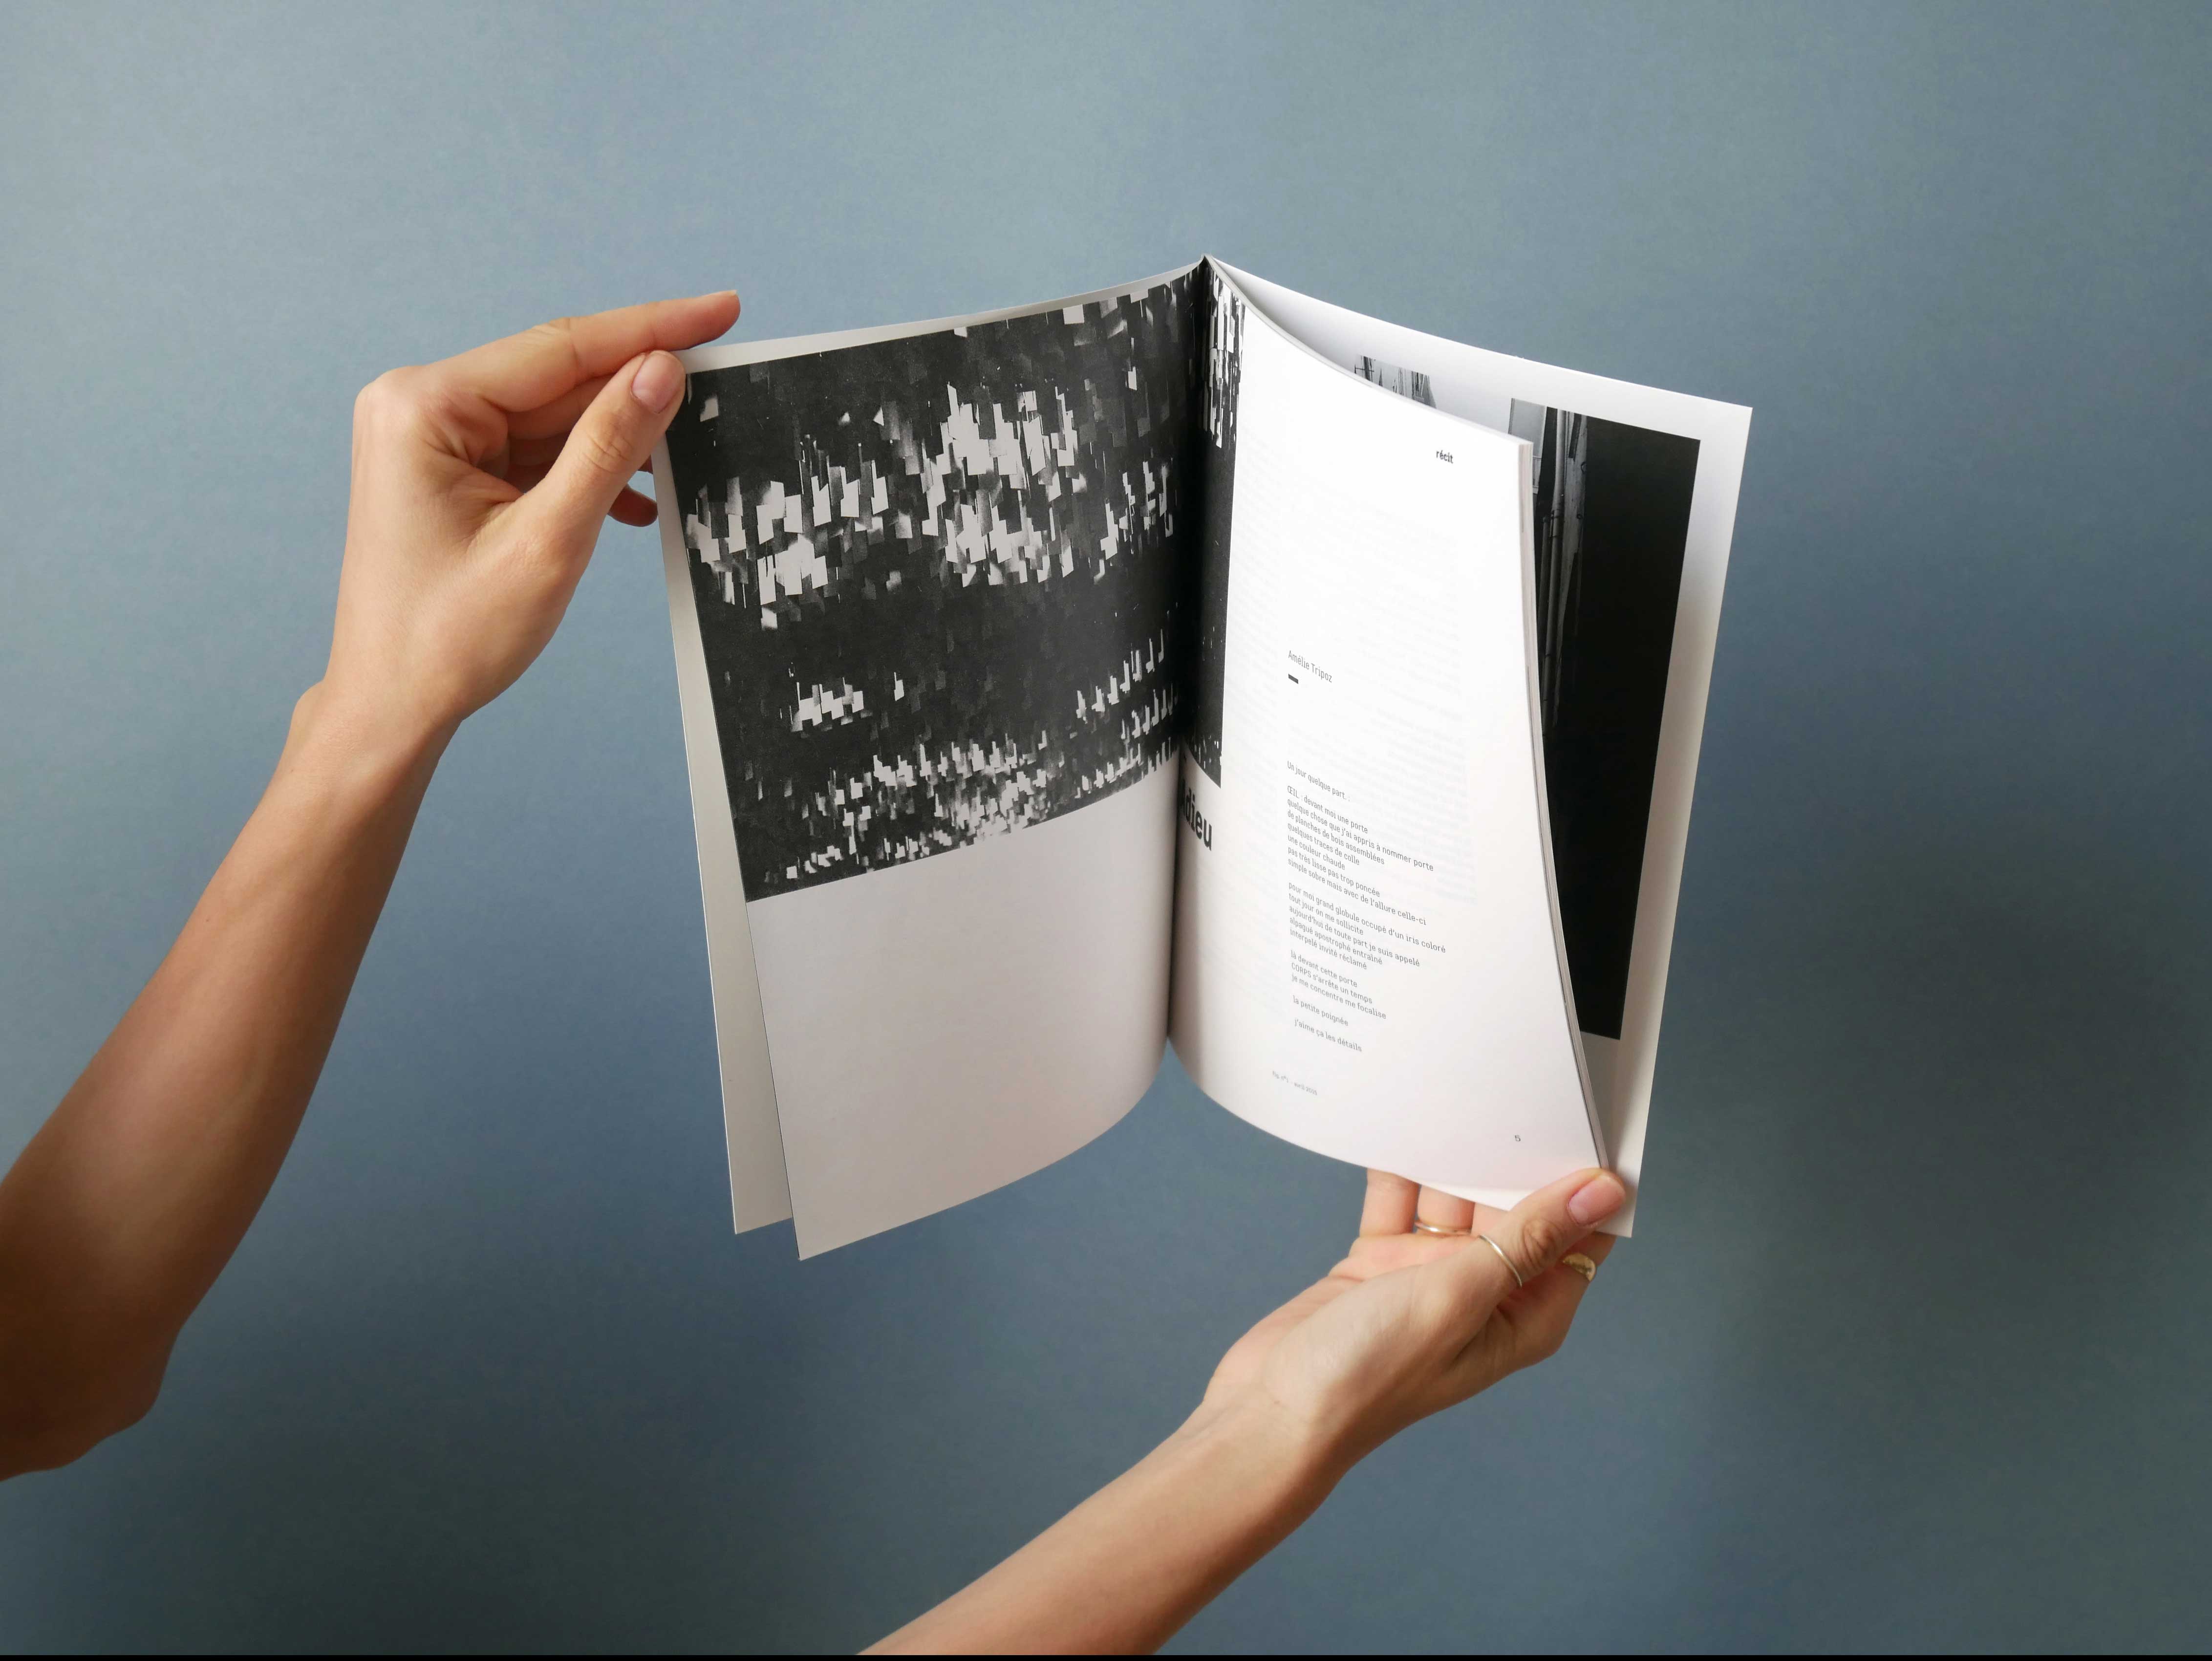 récit
Amélie Tripoz
dieu
Un jour quelque part...
ŒIL : devant moi une porte
quelque chose que j'ai appris à nommer porte
de planches de bois assemblées
quelques traces de colle
une couleur chaude
pas très lisse pas trop poncée
simple sobre mais avec de l'allure celle-ci
pour moi grand globule occupé d'un iris coloré
tout jour on me sollicite
aujourd'hui de toute part je suis appelé
alpagué apostrophé entraîné
interpelé invité réclamé
là devant cette porte
CORPS s'arrête un temps
je me concentre me focalise
la petite poignée
j'aime ça les détails
5